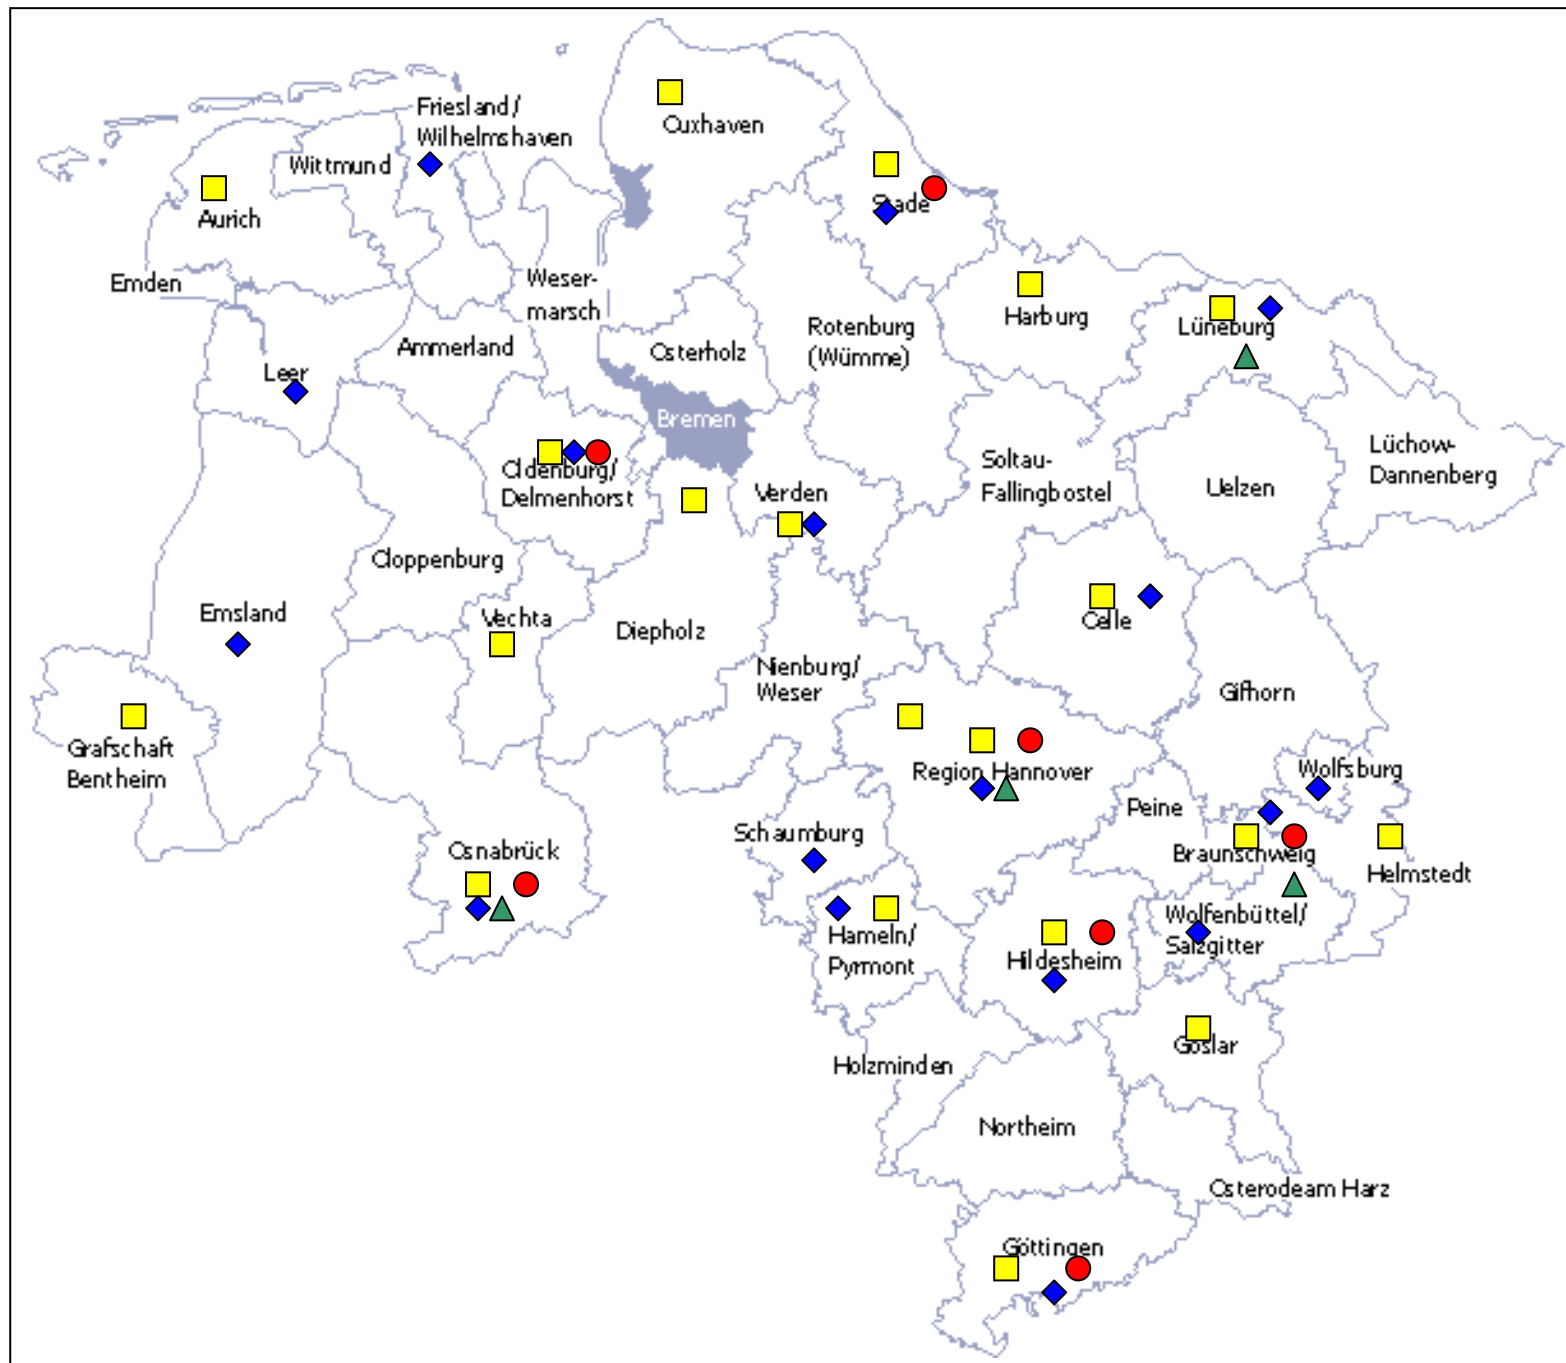 Friesland/
Wilhelmshaven
Cuxhaven
Wittmund
Aurich
Stade
Emden
Weser-
marsch
Harburg
Lüneburg
Rotenburg
(Wümme)
Ammerland
Osterholz
Leer
Bremen
Lüchow-
Dannenberg
Soltau-
Fallingbostel
Oldenburg/
Delmenhorst
Verden
Uelzen
Cloppenburg
Emsland
Vechta
Diepholz
Celle
Nienburg/
Weser
Gifhorn
Grafschaft
Bentheim
Region Hannover
Wolfsburg
Peine
Schaumburg
Osnabrück
Braunschweig
Helmstedt
Wolfenbüttel/
Salzgitter
Hameln/
Pyrmont
Hildesheim
Goslar
Holzminden
Northeim
Osterodeam Harz
Göttingen